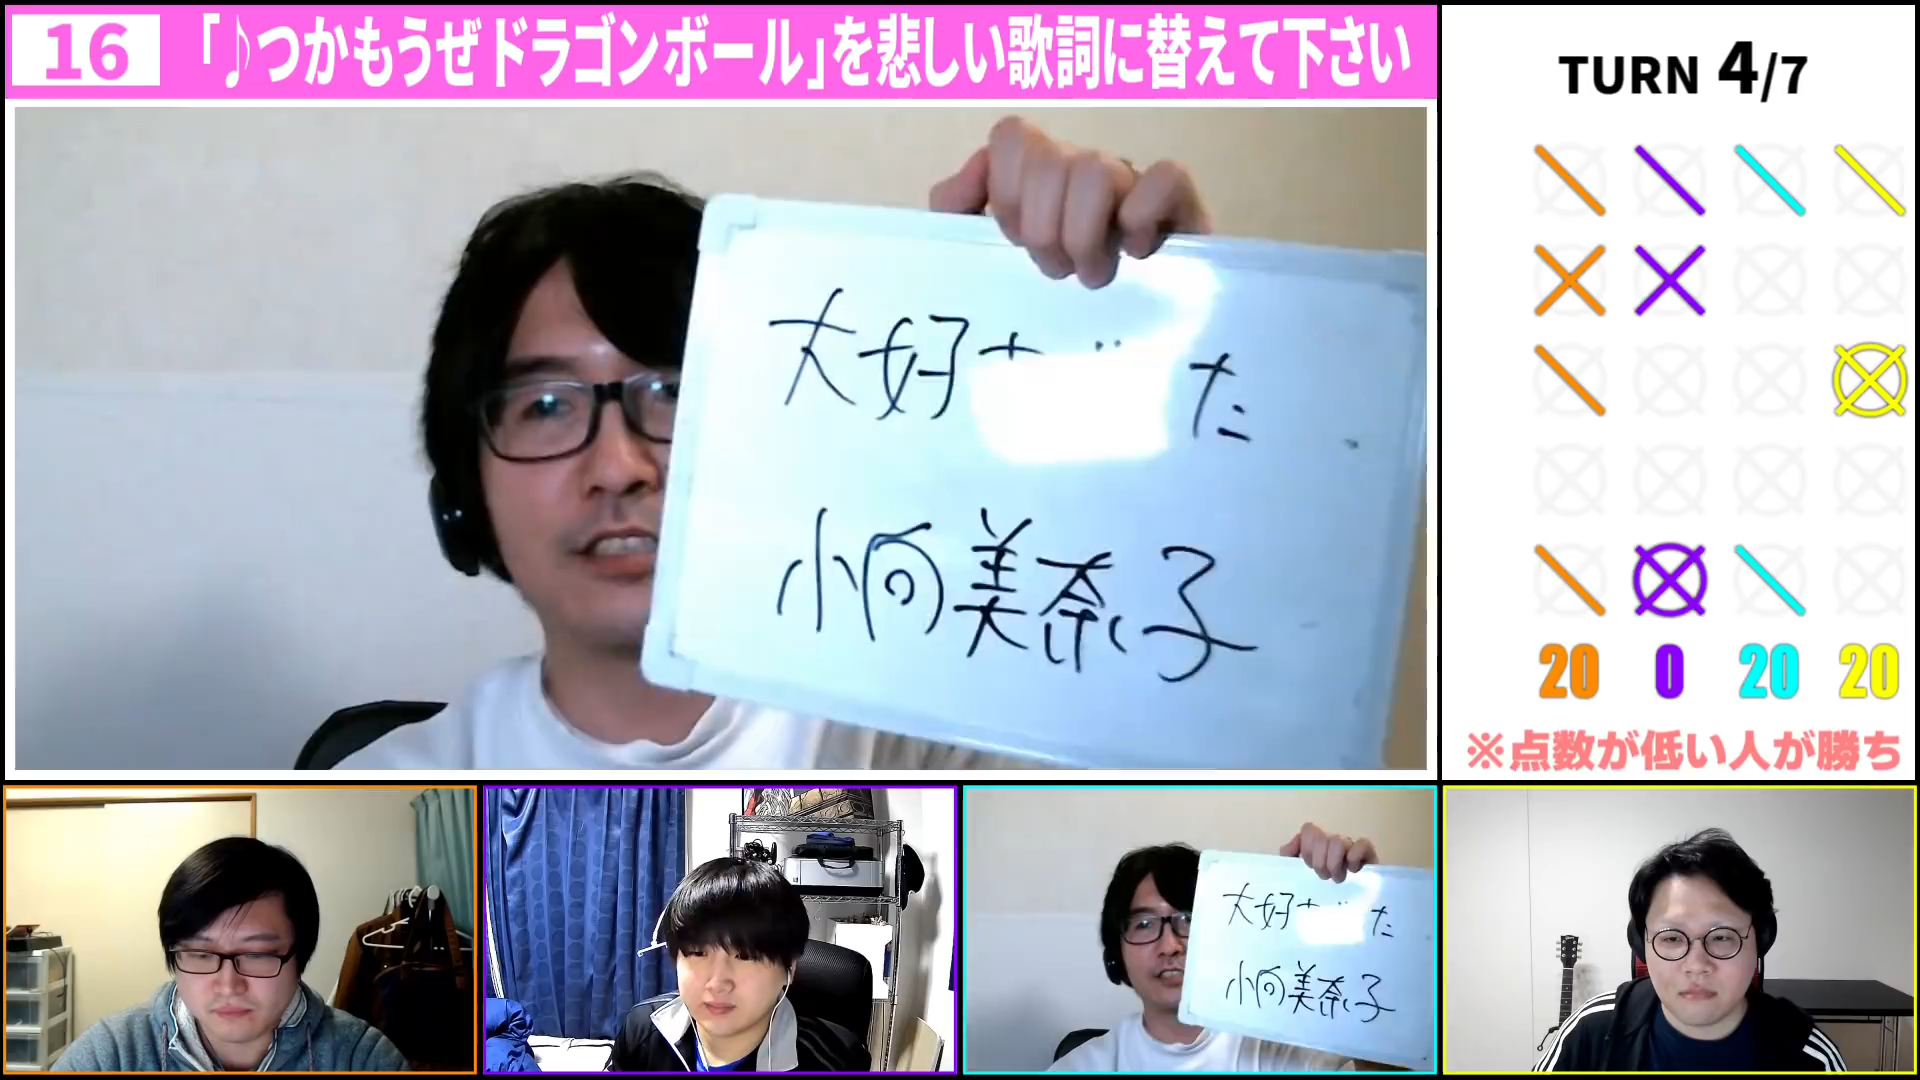 16
「♪つかもうぜドラゴンボール」を悲しい歌詞に替えて下さい
TURN 4/7
大好 た
小向美奈子
20 0 20 20
※点数が低い人が勝ち
大好 た
小向美奈子